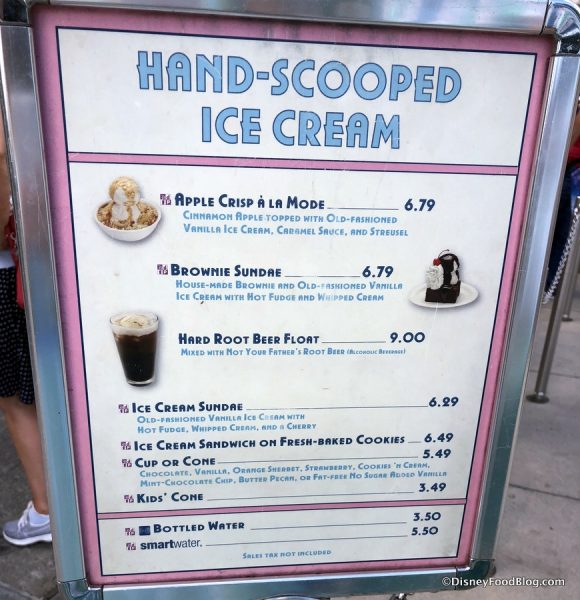 HAND-SCOOPED
ICE CREAM
APPLE CRISP À LA MODE 6.79
CINNAMON APPLE TOPPED WITH OLD-FASHIONED
VANILLA ICE CREAM, CARAMEL SAUCE, AND STREUSEL
BROWNIE SUNDAE 6.79
HOUSE-MADE BROWNIE AND OLD-FASHIONED VANILLA
ICE CREAM WITH HOT FUDGE AND WHIPPED CREAM
HARD ROOT BEER FLOAT 9.00
MIXED WITH NOT YOUR FATHER'S ROOT BEER (ALCOHOLIC BEVERAGE)
ICE CREAM SUNDAE 6.29
OLD-FASHIONED VANILLA ICE CREAM WITH
HOT FUDGE, WHIPPED CREAM, AND A CHERRY
ICE CREAM SANDWICH ON FRESH-BAKED COOKIES 6.49
CUP OR CONE 5.49
CHOCOLATE, VANILLA, ORANGE SHERBET, STRAWBERRY, COOKIES 'N CREAM,
MINT-CHOCOLATE CHIP, BUTTER PECAN, OR FAT-FREE NO SUGAR ADDED VANILLA
KIDS' CONE 3.49
BOTTLED WATER 3.50
smartwater. 5.50
SALES TAX NOT INCLUDED
©DisneyFoodBlog.com